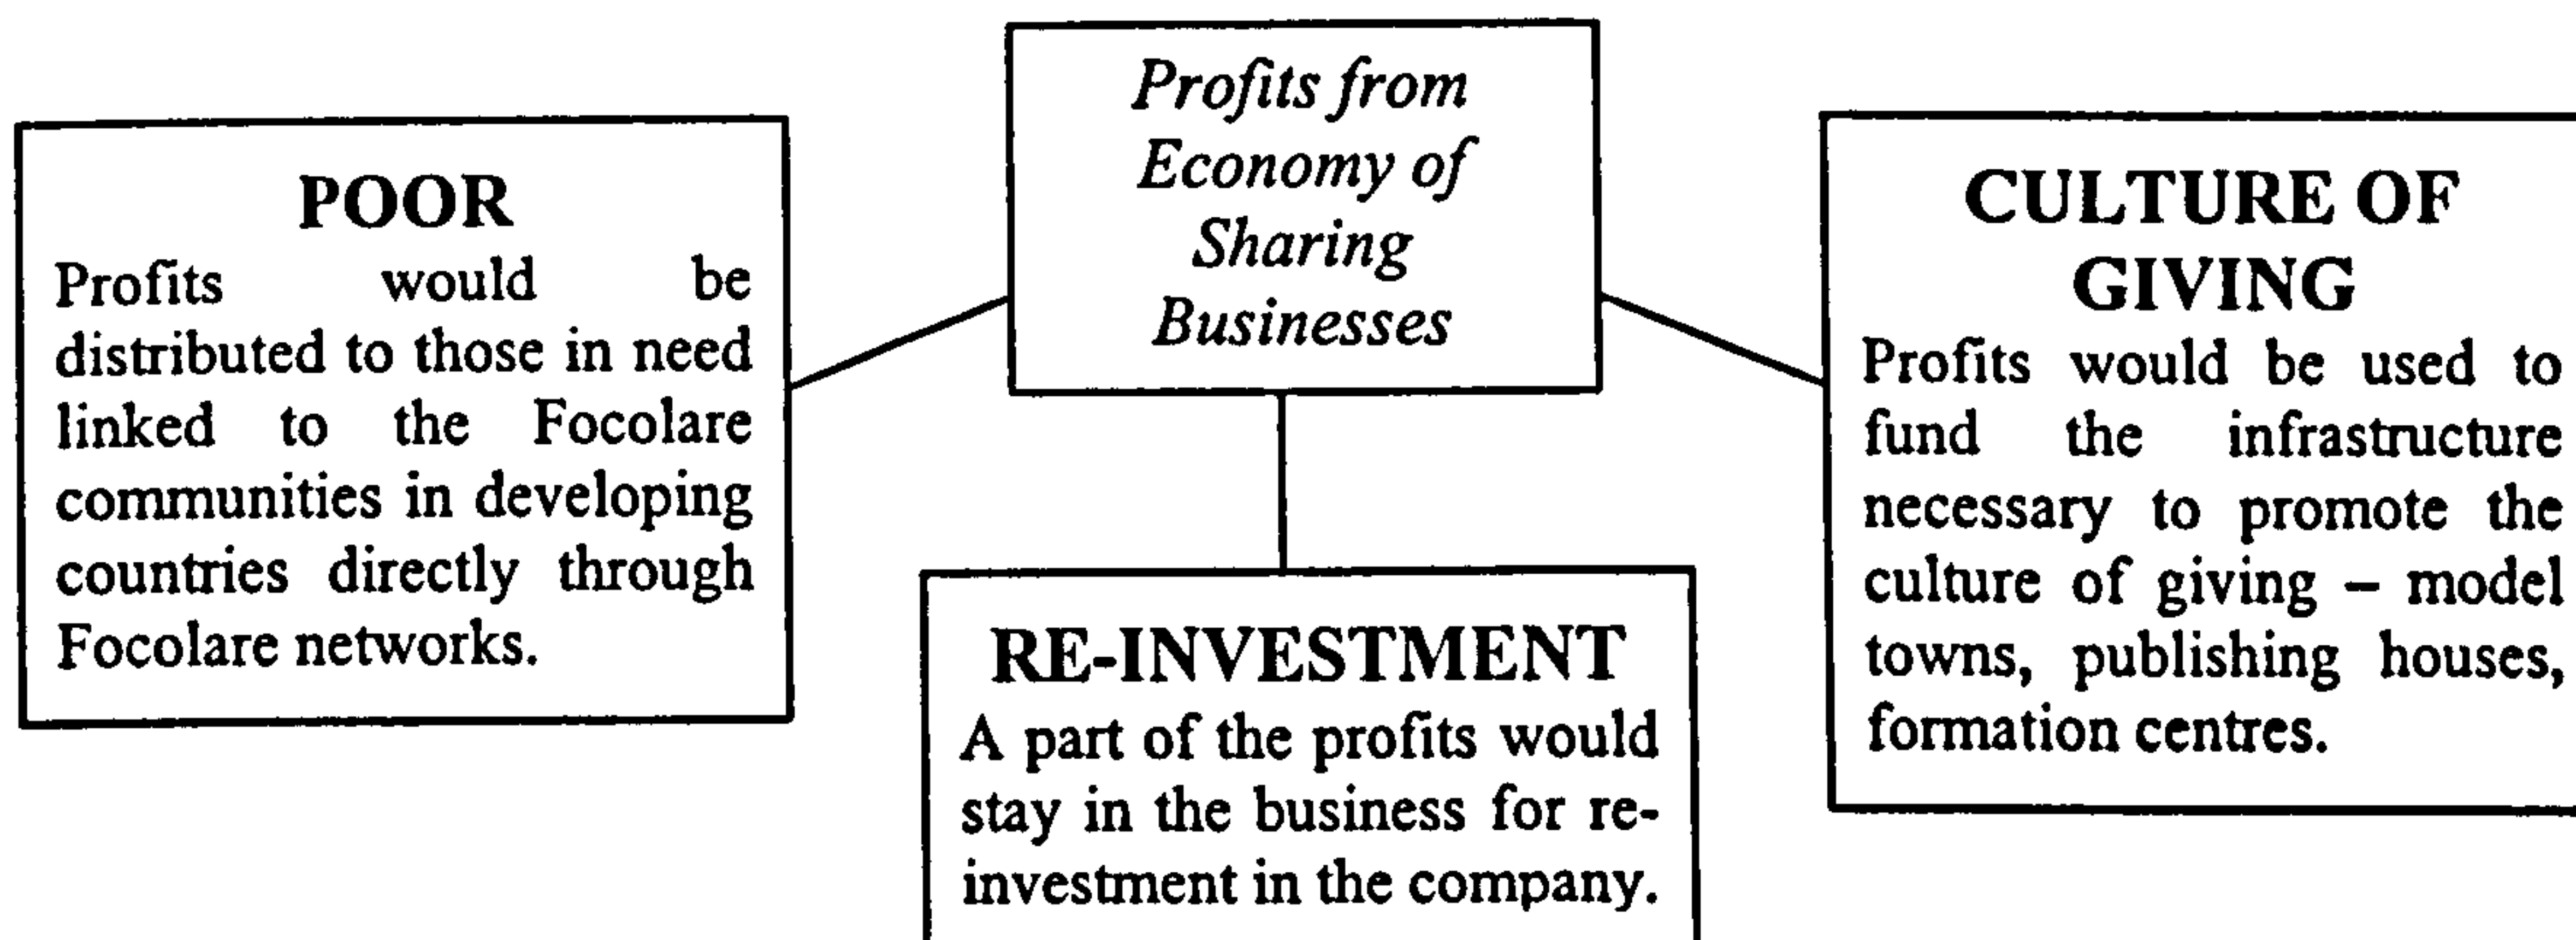 Profits from
Economy of
Sharing
Businesses
POOR
Profits would be
distributed to those in need
linked to the Focolare
communities in developing
countries directly through
Focolare networks.
RE-INVESTMENT
A part of the profits would
stay in the business for re-
investment in the company.
CULTURE OF
GIVING
Profits would be used to
fund the infrastructure
necessary to promote the
culture of giving – model
towns, publishing houses,
formation centres.